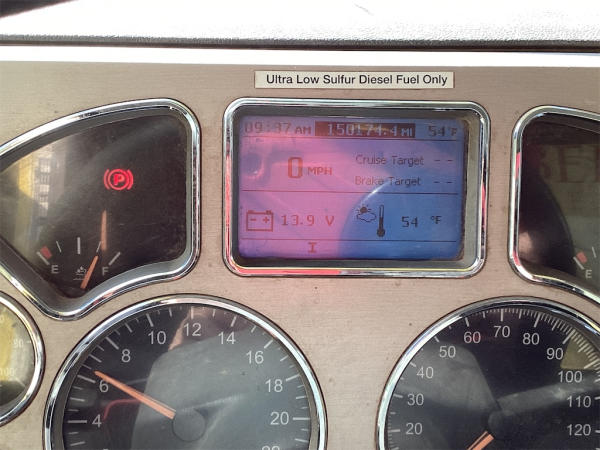 Ultra Low Sulfur Diesel Fuel Only
09:37 AM 150174.4 MI 54°F
0 MPH
Cruise Target --
Brake Target --
- + 13.9 V 54 °F
P
E F
I
4 6 8 10 12 14 16 18 20
20 30 40 50 60 70 80 90 100 110 120